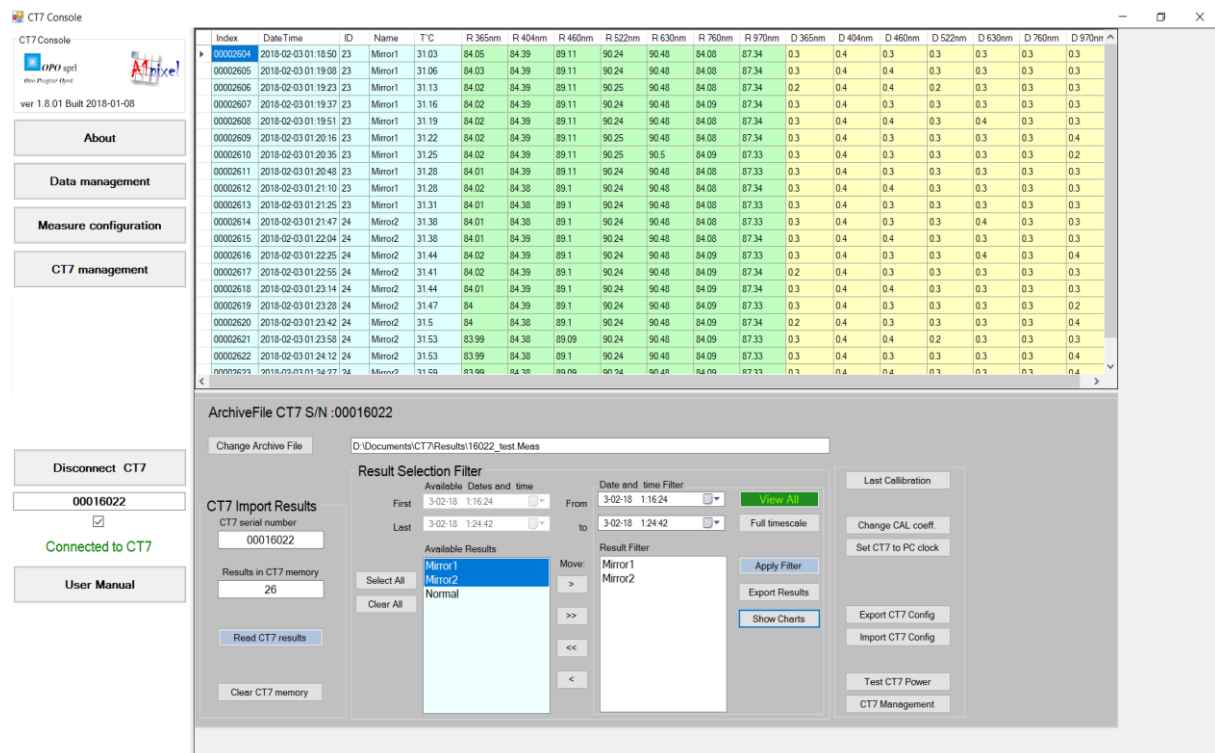 CT7 Console
CT7 Console
OPO sprl
A1pixel
ver 1.8.01 Built 2018-01-08
About
Data management
Measure configuration
CT7 management
Disconnect CT7
00016022
Connected to CT7
User Manual
Index DateTime ID Name T°C R 365nm R 404nm R 460nm R 522nm R 630nm R 760nm R 970nm D 365nm D 404nm D 460nm D 522nm D 630nm D 760nm D 970nm
00002604 2018-02-03 01:18:50 23 Mirror1 31.03 84.05 84.39 89.11 90.24 90.48 84.08 87.34 0.3 0.4 0.3 0.3 0.3 0.3 0.3
00002605 2018-02-03 01:19:08 23 Mirror1 31.06 84.03 84.39 89.11 90.24 90.48 84.08 87.34 0.3 0.4 0.4 0.3 0.3 0.3 0.3
00002606 2018-02-03 01:19:23 23 Mirror1 31.13 84.02 84.39 89.11 90.25 90.48 84.08 87.34 0.2 0.4 0.4 0.2 0.3 0.3 0.3
00002607 2018-02-03 01:19:37 23 Mirror1 31.16 84.02 84.39 89.11 90.24 90.48 84.09 87.34 0.3 0.4 0.3 0.3 0.3 0.3 0.3
00002608 2018-02-03 01:19:51 23 Mirror1 31.19 84.02 84.39 89.11 90.24 90.48 84.08 87.34 0.3 0.4 0.4 0.3 0.4 0.3 0.3
00002609 2018-02-03 01:20:16 23 Mirror1 31.22 84.02 84.39 89.11 90.25 90.48 84.08 87.34 0.3 0.4 0.3 0.3 0.3 0.3 0.4
00002610 2018-02-03 01:20:35 23 Mirror1 31.25 84.02 84.39 89.11 90.25 90.5 84.09 87.33 0.3 0.4 0.3 0.3 0.3 0.3 0.2
00002611 2018-02-03 01:20:48 23 Mirror1 31.28 84.01 84.39 89.11 90.24 90.48 84.08 87.33 0.3 0.4 0.3 0.3 0.3 0.3 0.3
00002612 2018-02-03 01:21:10 23 Mirror1 31.28 84.02 84.38 89.1 90.24 90.48 84.08 87.34 0.3 0.4 0.4 0.3 0.3 0.3 0.3
00002613 2018-02-03 01:21:25 23 Mirror1 31.31 84.01 84.38 89.1 90.24 90.48 84.08 87.34 0.3 0.4 0.3 0.3 0.3 0.3 0.3
00002614 2018-02-03 01:21:47 24 Mirror2 31.38 84.01 84.38 89.1 90.24 90.48 84.08 87.34 0.3 0.4 0.3 0.3 0.4 0.3 0.3
00002615 2018-02-03 01:22:04 24 Mirror2 31.38 84.01 84.39 89.1 90.24 90.48 84.08 87.34 0.3 0.4 0.4 0.3 0.3 0.3 0.3
00002616 2018-02-03 01:22:25 24 Mirror2 31.44 84.02 84.39 89.1 90.24 90.48 84.09 87.34 0.3 0.4 0.3 0.3 0.4 0.3 0.4
00002617 2018-02-03 01:22:55 24 Mirror2 31.41 84.02 84.39 89.1 90.24 90.48 84.09 87.34 0.2 0.4 0.3 0.3 0.3 0.3 0.3
00002618 2018-02-03 01:23:14 24 Mirror2 31.44 84.01 84.39 89.1 90.24 90.48 84.09 87.34 0.3 0.4 0.3 0.3 0.3 0.3 0.3
00002619 2018-02-03 01:23:28 24 Mirror2 31.47 84 84.39 89.1 90.24 90.48 84.09 87.33 0.3 0.4 0.3 0.3 0.3 0.3 0.2
00002620 2018-02-03 01:23:42 24 Mirror2 31.5 84 84.38 89.1 90.24 90.48 84.09 87.34 0.2 0.4 0.3 0.3 0.3 0.3 0.4
00002621 2018-02-03 01:23:58 24 Mirror2 31.53 83.99 84.38 89.09 90.24 90.48 84.09 87.33 0.3 0.4 0.4 0.2 0.3 0.3 0.3
00002622 2018-02-03 01:24:12 24 Mirror2 31.53 83.99 84.38 89.1 90.24 90.48 84.09 87.33 0.3 0.4 0.3 0.3 0.3 0.3 0.4
00002623 2018-02-03 01:24:27 24 Mirror2 31.59 83.99 84.38 89.09 90.24 90.48 84.09 87.33 0.3 0.4 0.4 0.3 0.3 0.3 0.4
ArchiveFile CT7 S/N :00016022
Change Archive File D:\Documents\CT7\Results\16022_test.Meas
CT7 Import Results
CT7 serial number
00016022
Results in CT7 memory
26
Read CT7 results
Clear CT7 memory
Result Selection Filter
Available Dates and time
First 3-02-18 1:16:24
Last 3-02-18 1:24:42
Date and time Filter
From 3-02-18 1:16:24
to 3-02-18 1:24:42
View All
Full timescale
Select All
Clear All
Available Results
Mirror1
Mirror2
Normal
Move:
>
>>
<<
<
Result Filter
Mirror1
Mirror2
Apply Filter
Export Results
Show Charts
Last Callibration
Change CAL coeff.
Set CT7 to PC clock
Export CT7 Config
Import CT7 Config
Test CT7 Power
CT7 Management